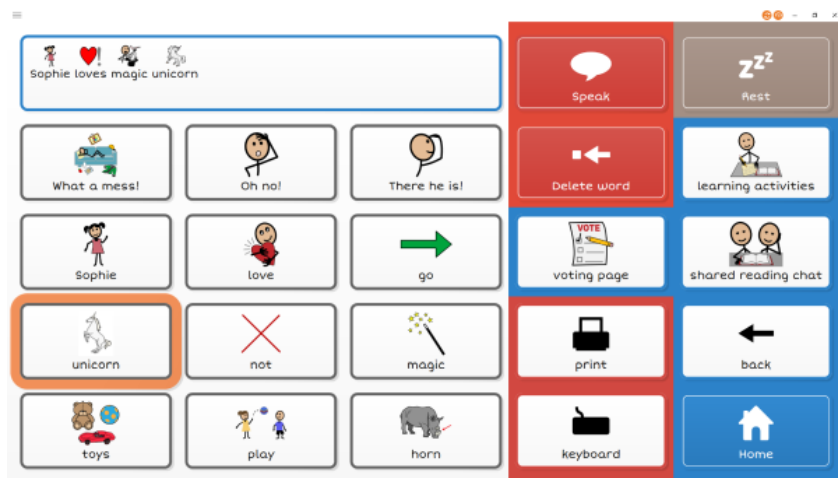 Sophie loves magic unicorn
Speak
Rest
What a mess!
Oh no!
There he is!
Delete word
learning activities
Sophie
love
go
VOTE
voting page
shared reading chat
unicorn
not
magic
print
back
toys
play
horn
keyboard
Home
zzz